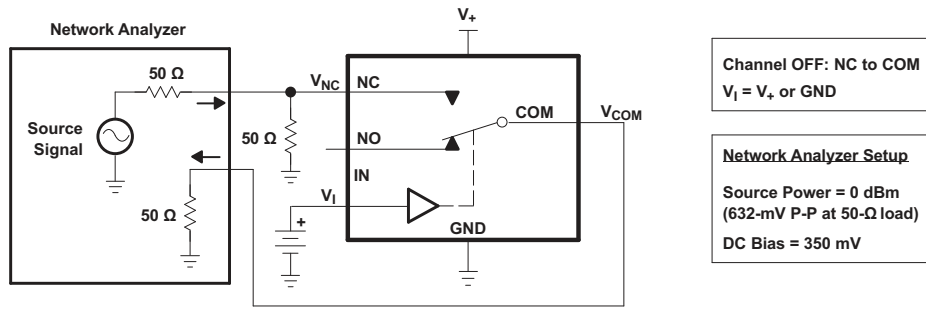 V+
Network Analyzer
50 Ω
VNC
NC
COM
VCOM
Source
Signal
50 Ω
NO
IN
50 Ω
VI
+
GND
Channel OFF: NC to COM
VI = V+ or GND
Network Analyzer Setup
Source Power = 0 dBm
(632-mV P-P at 50-Ω load)
DC Bias = 350 mV